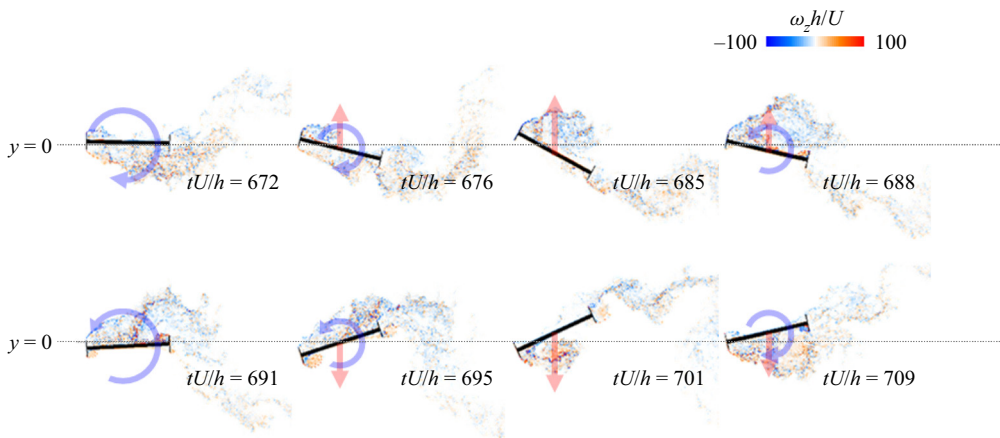 ω_z h/U
–100 100
y = 0
tU/h = 672
tU/h = 676
tU/h = 685
tU/h = 688
y = 0
tU/h = 691
tU/h = 695
tU/h = 701
tU/h = 709